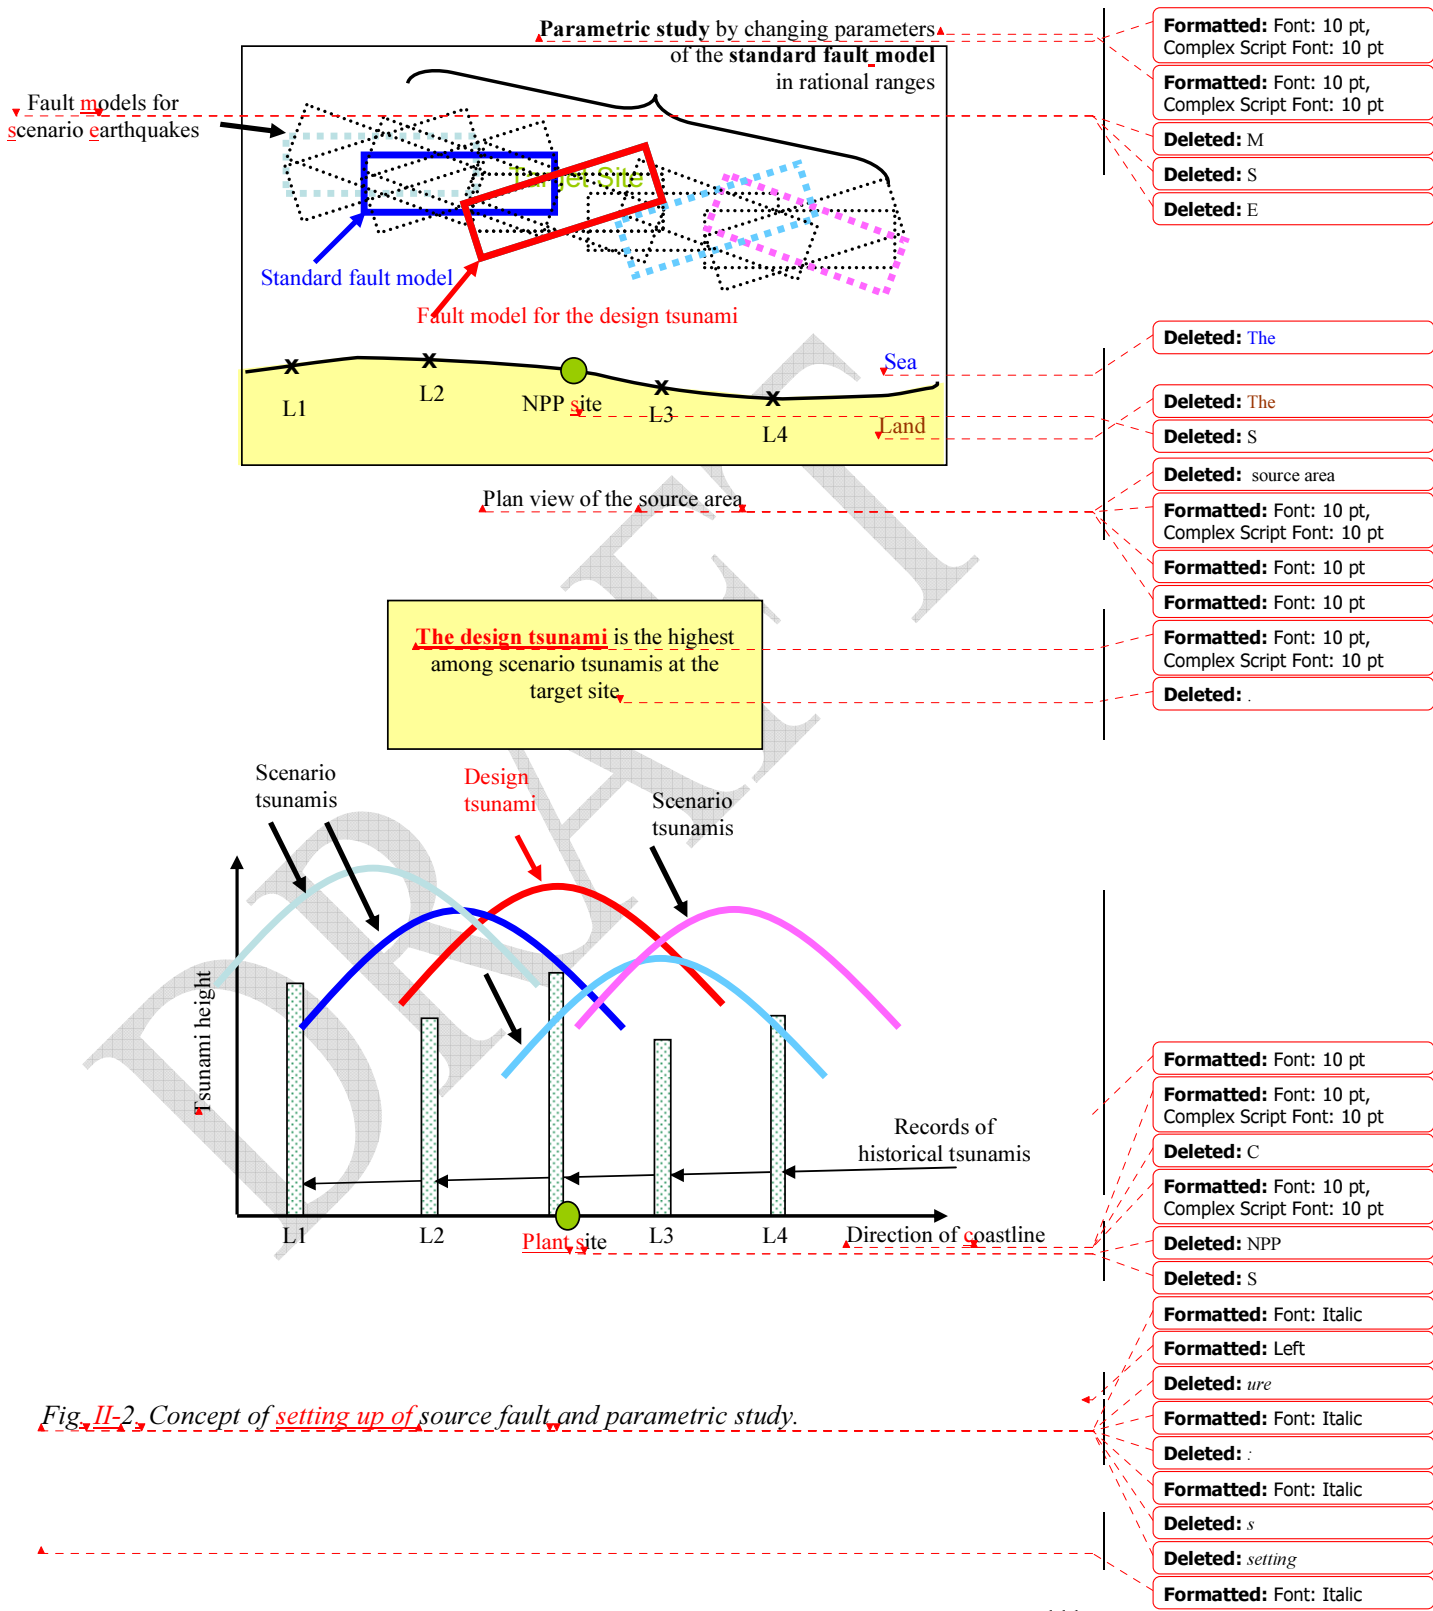 Parametric study by changing parameters
of the standard fault model
in rational ranges
Fault models for
scenario earthquakes
Target Site
Standard fault model
Fault model for the design tsunami
Sea
L1
L2
NPP site
L3
L4
Land
Plan view of the source area
The design tsunami is the highest
among scenario tsunamis at the
target site
Scenario
tsunamis
Design
tsunami
Scenario
tsunamis
Tsunami height
Records of
historical tsunamis
L1
L2
Plant site
L3
L4
Direction of coastline
Fig. II-2. Concept of setting up of source fault and parametric study.
DRAFT
Formatted: Font: 10 pt,
Complex Script Font: 10 pt
Formatted: Font: 10 pt,
Complex Script Font: 10 pt
Deleted: M
Deleted: S
Deleted: E
Deleted: The
Deleted: The
Deleted: S
Deleted: source area
Formatted: Font: 10 pt,
Complex Script Font: 10 pt
Formatted: Font: 10 pt
Formatted: Font: 10 pt
Formatted: Font: 10 pt,
Complex Script Font: 10 pt
Deleted: .
Formatted: Font: 10 pt
Formatted: Font: 10 pt,
Complex Script Font: 10 pt
Deleted: C
Formatted: Font: 10 pt,
Complex Script Font: 10 pt
Deleted: NPP
Deleted: S
Formatted: Font: Italic
Formatted: Left
Deleted: ure
Formatted: Font: Italic
Deleted: :
Formatted: Font: Italic
Deleted: s
Deleted: setting
Formatted: Font: Italic